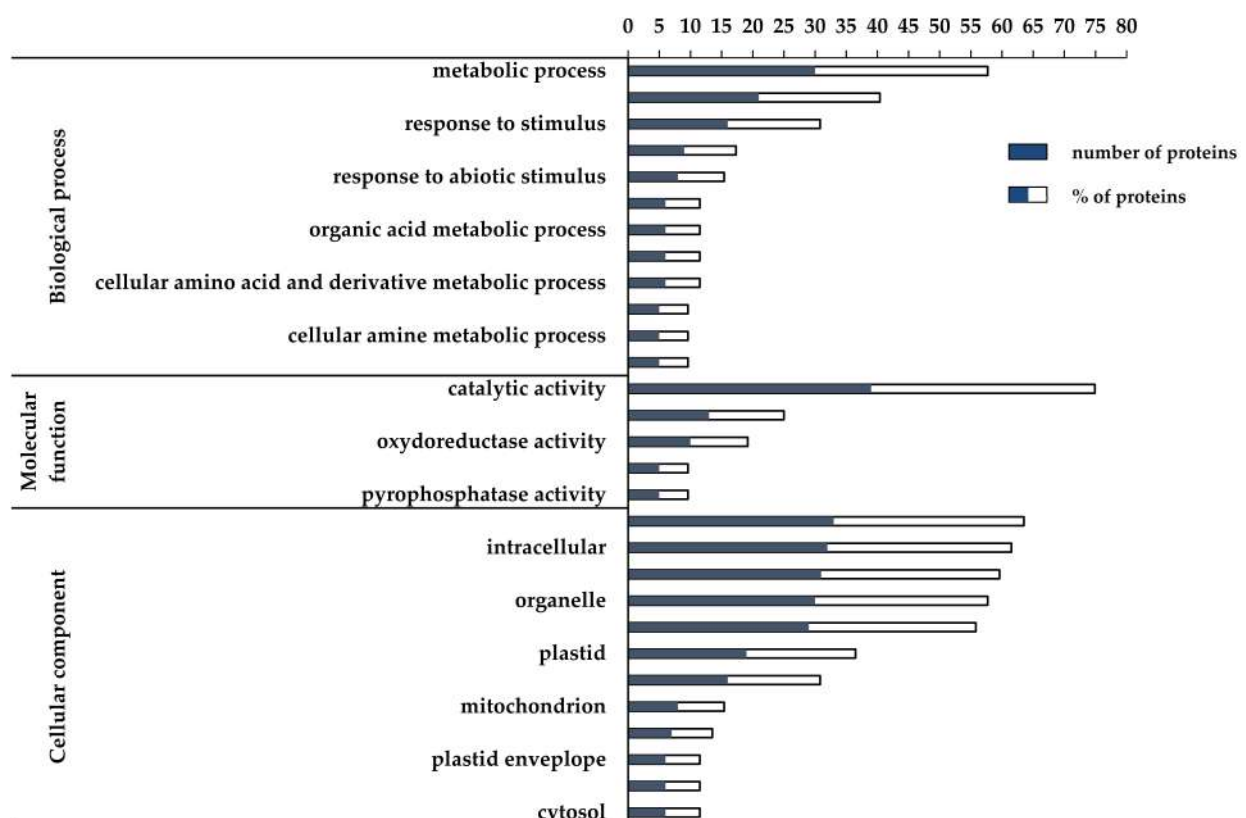 0 5 10 15 20 25 30 35 40 45 50 55 60 65 70 75 80
Biological process
metabolic process
response to stimulus
response to abiotic stimulus
organic acid metabolic process
cellular amino acid and derivative metabolic process
cellular amine metabolic process
number of proteins
% of proteins
Molecular
function
catalytic activity
oxydoreductase activity
pyrophosphatase activity
Cellular component
intracellular
organelle
plastid
mitochondrion
plastid enveplope
cytosol